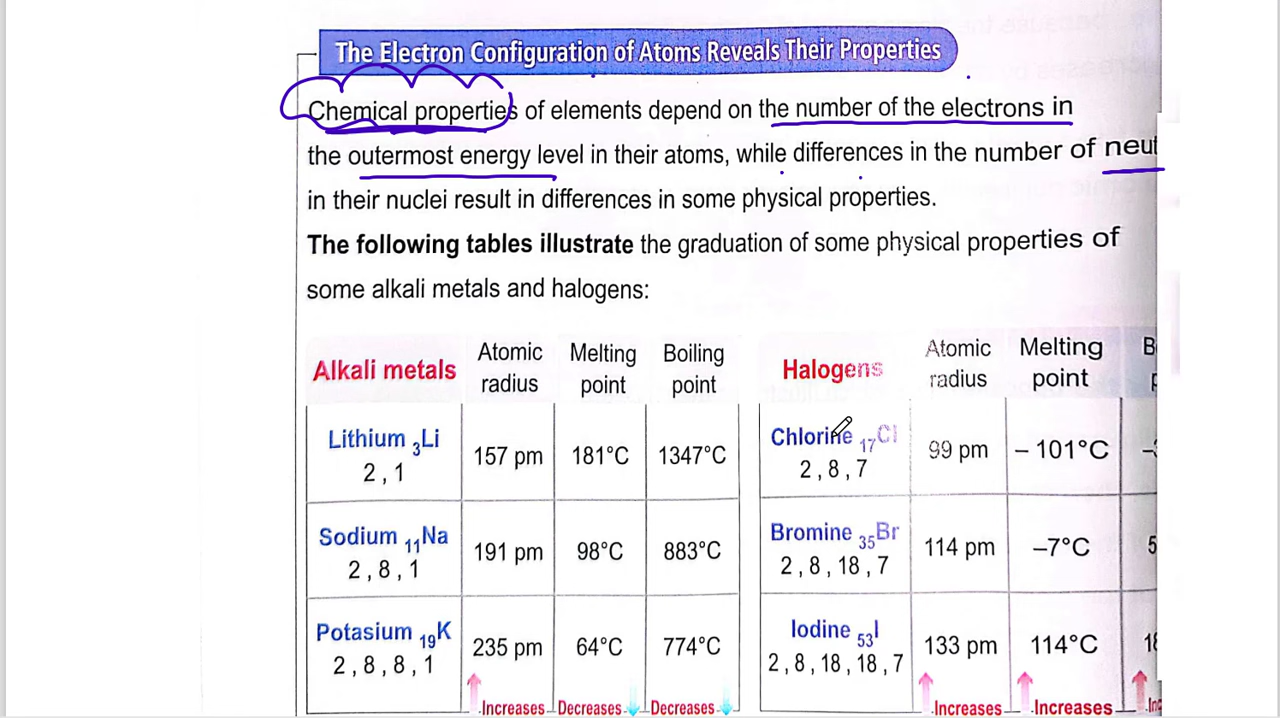 The Electron Configuration of Atoms Reveals Their Properties
Chemical properties of elements depend on the number of the electrons in
the outermost energy level in their atoms, while differences in the number of neut
in their nuclei result in differences in some physical properties.
The following tables illustrate the graduation of some physical properties of
some alkali metals and halogens:
Alkali metals Atomic radius Melting point Boiling point
Lithium 3Li 157 pm 181°C 1347°C
2 , 1
Sodium 11Na 191 pm 98°C 883°C
2 , 8 , 1
Potasium 19K 235 pm 64°C 774°C
2 , 8 , 8 , 1
Increases Decreases Decreases
Halogens Atomic radius Melting point
Chlorine 17Cl 99 pm – 101°C
2 , 8 , 7
Bromine 35Br 114 pm –7°C
2 , 8 , 18 , 7
Iodine 53I 133 pm 114°C
2 , 8 , 18 , 18 , 7
Increases Increases